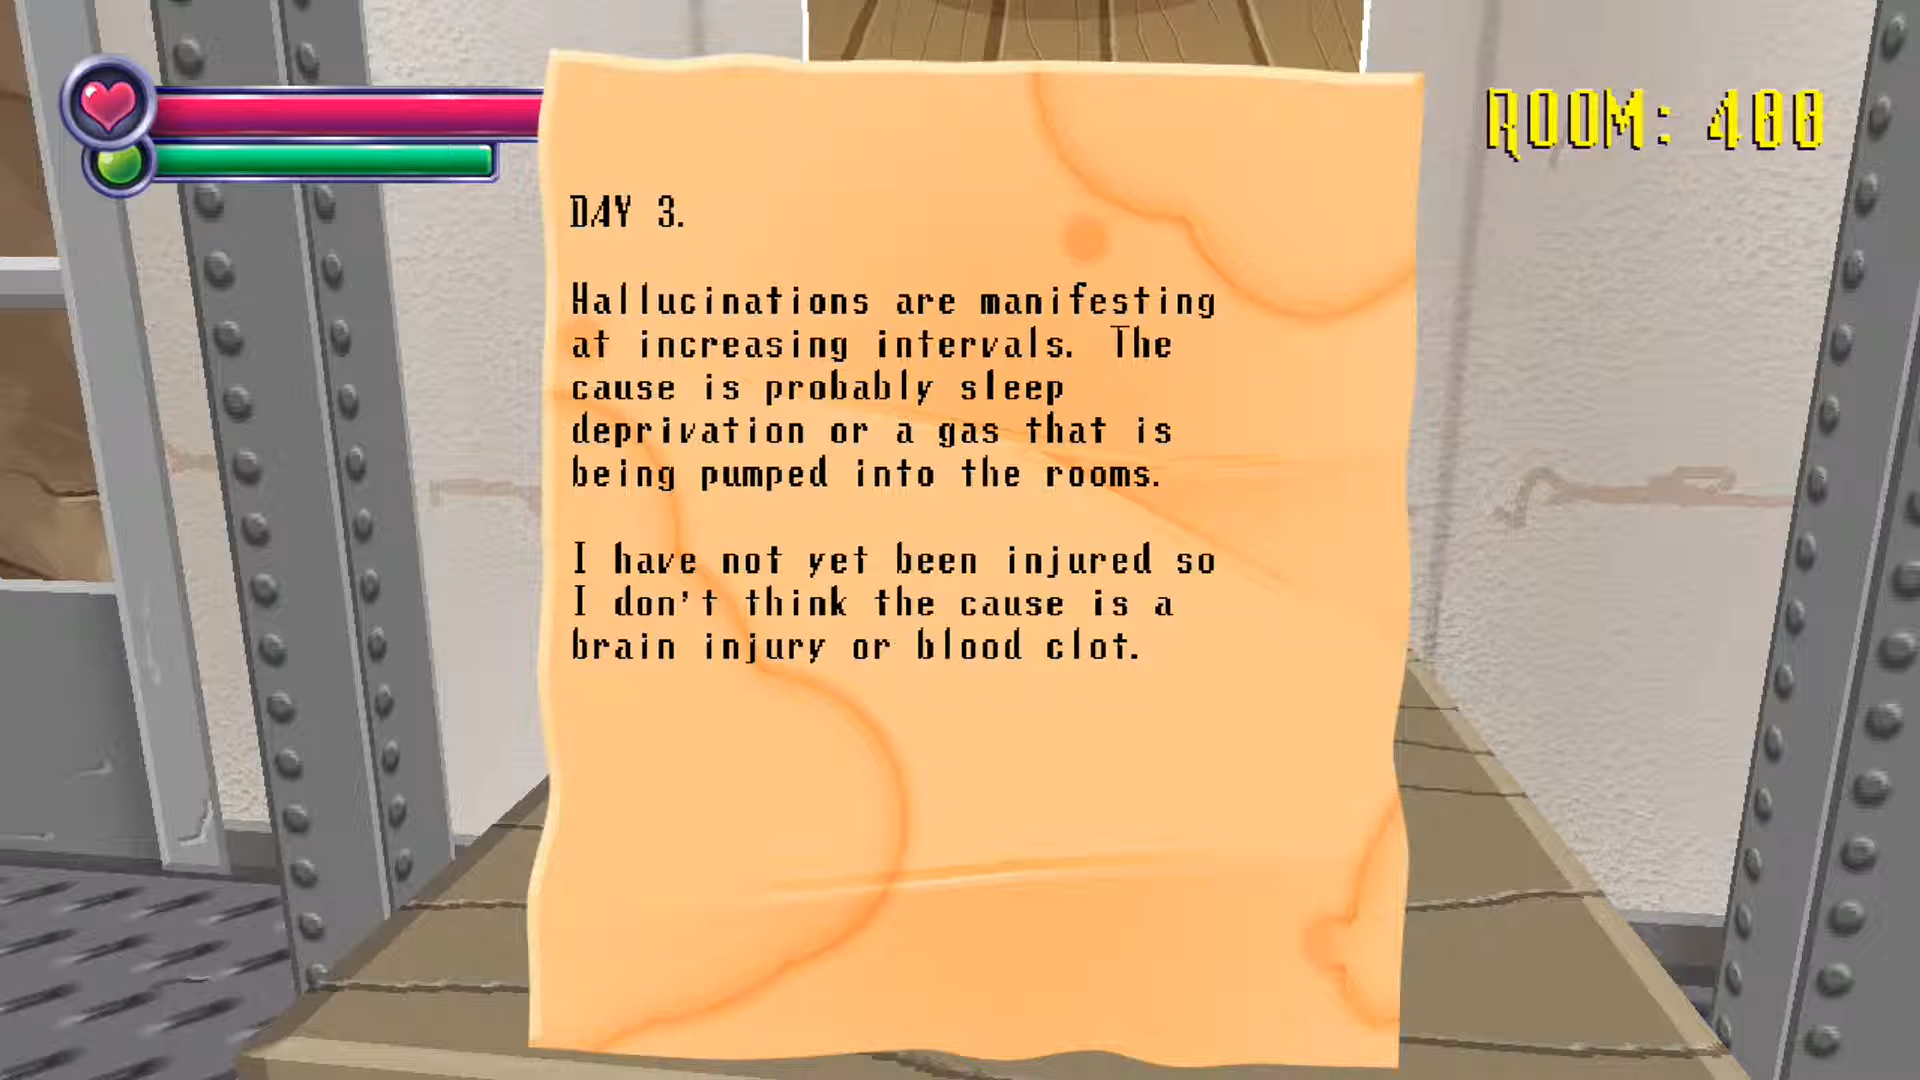 ROOM: 400
DAY 3.
Hallucinations are manifesting
at increasing intervals. The
cause is probably sleep
deprivation or a gas that is
being pumped into the rooms.
I have not yet been injured so
I don't think the cause is a
brain injury or blood clot.